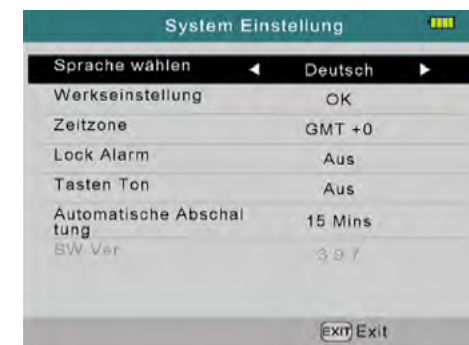 System Einstellung
Sprache wählen Deutsch
Werkseinstellung OK
Zeitzone GMT +0
Lock Alarm Aus
Tasten Ton Aus
Automatische Abschal
tung 15 Mins
SW Ver 3 9 7
EXIT Exit